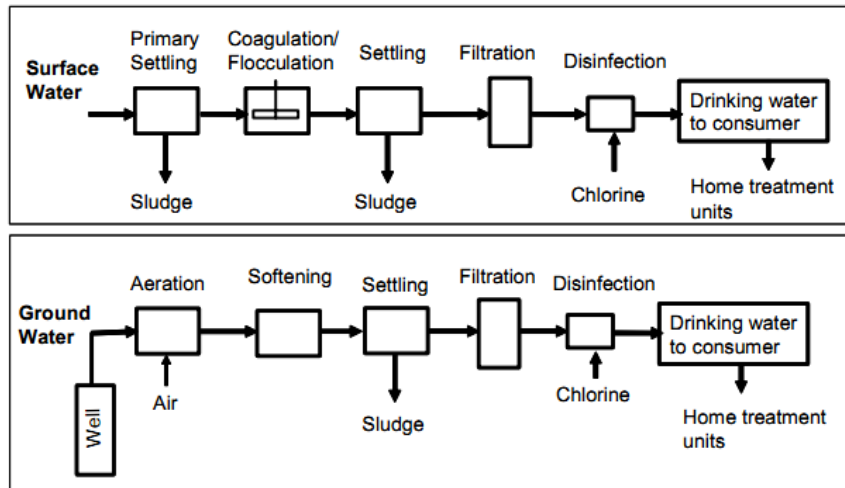 Primary
Settling
Coagulation/
Flocculation
Settling
Filtration
Disinfection
Surface
Water
Drinking water
to consumer
Sludge
Sludge
Chlorine
Home treatment
units
Aeration
Softening
Settling
Filtration
Disinfection
Ground
Water
Drinking water
to consumer
Well
Air
Sludge
Chlorine
Home treatment
units